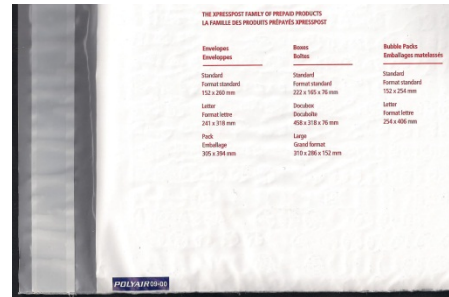 THE XPRESSPOST FAMILY OF PREPAID PRODUCTS
LA FAMILLE DES PRODUITS PRÉPAYÉS XPRESSPOST
Envelopes
Enveloppes
Standard
Format standard
152 x 260 mm
Letter
Format lettre
241 x 318 mm
Pack
Emballage
305 x 394 mm
Boxes
Boîtes
Standard
Format standard
222 x 165 x 76 mm
Docubox
Docuboîte
458 x 318 x 76 mm
Large
Grand format
310 x 286 x 152 mm
Bubble Packs
Emballages matelassés
Standard
Format standard
152 x 254 mm
Letter
Format lettre
254 x 406 mm
POLYAIR 09-00